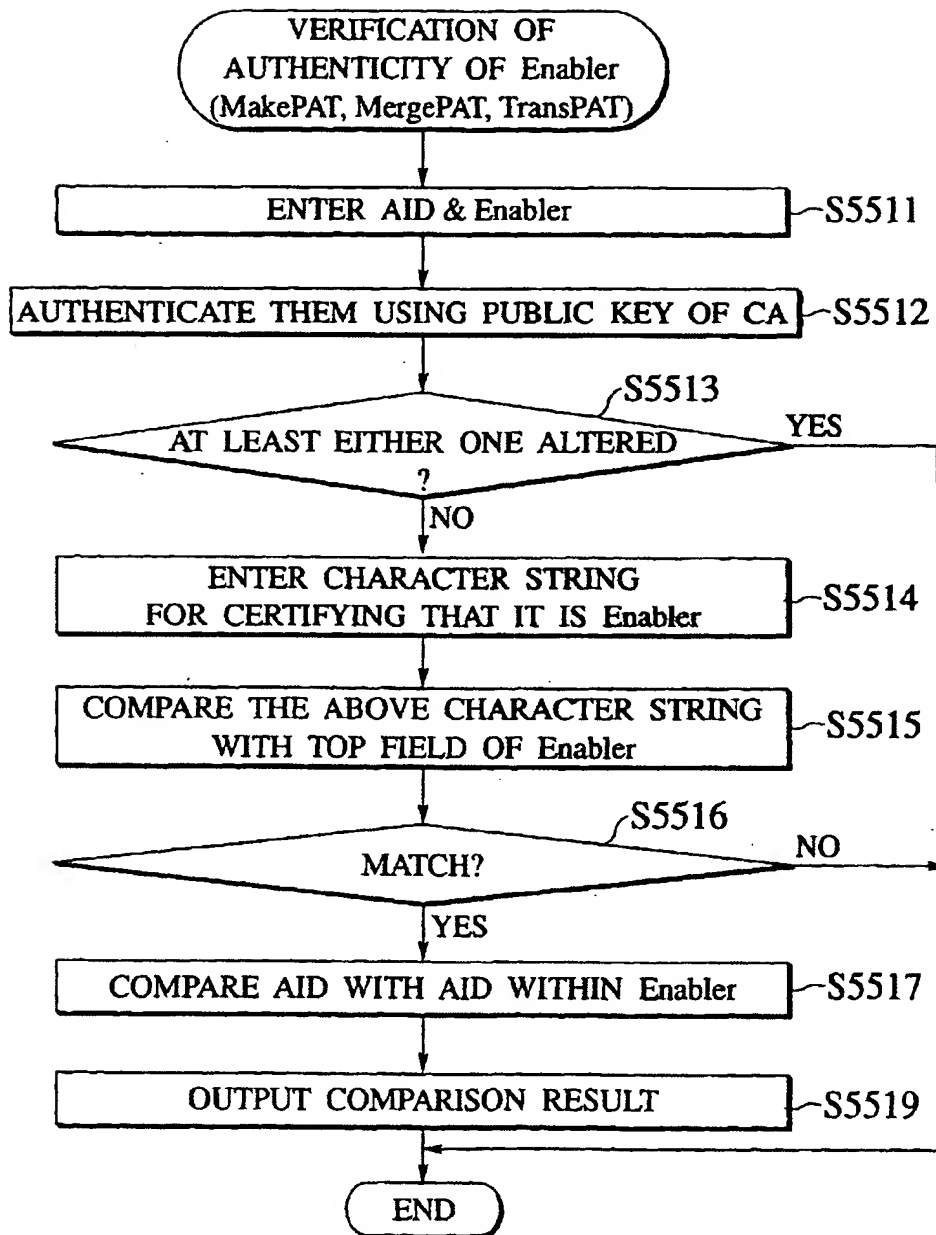 VERIFICATION OF
AUTHENTICITY OF Enabler
(MakePAT, MergePAT, TransPAT)
ENTER AID & Enabler
S5511
AUTHENTICATE THEM USING PUBLIC KEY OF CA
S5512
S5513
AT LEAST EITHER ONE ALTERED
?
YES
NO
ENTER CHARACTER STRING
FOR CERTIFYING THAT IT IS Enabler
S5514
COMPARE THE ABOVE CHARACTER STRING
WITH TOP FIELD OF Enabler
S5515
S5516
MATCH?
NO
YES
COMPARE AID WITH AID WITHIN Enabler
S5517
OUTPUT COMPARISON RESULT
S5519
END